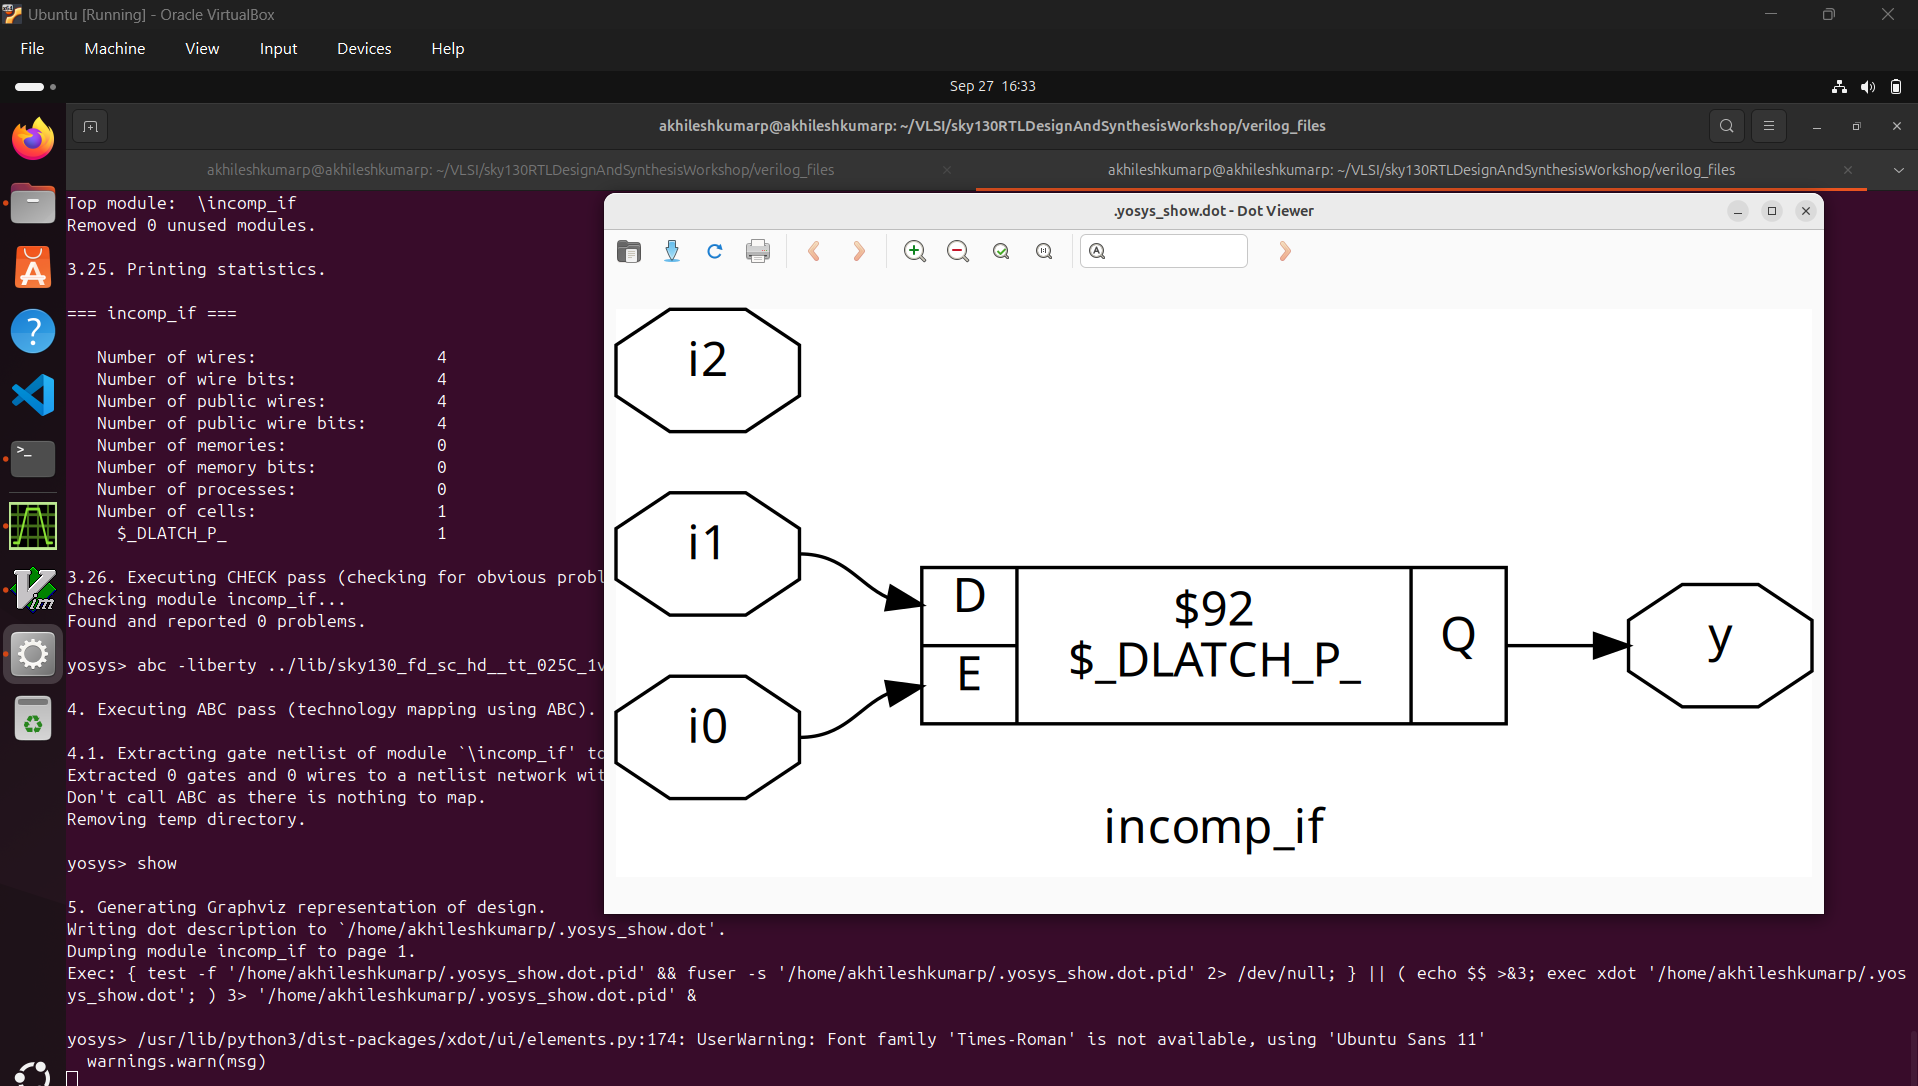 Ubuntu [Running] - Oracle VirtualBox
File Machine View Input Devices Help
Sep 27 16:33
akhileshkumarp@akhileshkumarp: ~/VLSI/sky130RTLDesignAndSynthesisWorkshop/verilog_files
akhileshkumarp@akhileshkumarp: ~/VLSI/sky130RTLDesignAndSynthesisWorkshop/verilog_files
akhileshkumarp@akhileshkumarp: ~/VLSI/sky130RTLDesignAndSynthesisWorkshop/verilog_files
Top module:  \incomp_if
Removed 0 unused modules.
3.25. Printing statistics.
=== incomp_if ===
Number of wires: 4
Number of wire bits: 4
Number of public wires: 4
Number of public wire bits: 4
Number of memories: 0
Number of memory bits: 0
Number of processes: 0
Number of cells: 1
$_DLATCH_P_ 1
3.26. Executing CHECK pass (checking for obvious probl
Checking module incomp_if...
Found and reported 0 problems.
yosys> abc -liberty ../lib/sky130_fd_sc_hd__tt_025C_1v
4. Executing ABC pass (technology mapping using ABC).
4.1. Extracting gate netlist of module `\incomp_if' to
Extracted 0 gates and 0 wires to a netlist network wit
Don't call ABC as there is nothing to map.
Removing temp directory.
yosys> show
5. Generating Graphviz representation of design.
Writing dot description to `/home/akhileshkumarp/.yosys_show.dot'.
Dumping module incomp_if to page 1.
Exec: { test -f '/home/akhileshkumarp/.yosys_show.dot.pid' && fuser -s '/home/akhileshkumarp/.yosys_show.dot.pid' 2> /dev/null; } || ( echo $$ >&3; exec xdot '/home/akhileshkumarp/.yos
ys_show.dot'; ) 3> '/home/akhileshkumarp/.yosys_show.dot.pid' &
yosys> /usr/lib/python3/dist-packages/xdot/ui/elements.py:174: UserWarning: Font family 'Times-Roman' is not available, using 'Ubuntu Sans 11'
warnings.warn(msg)
.yosys_show.dot - Dot Viewer
i2
i1
i0
D
E
$92
$_DLATCH_P_
Q
y
incomp_if